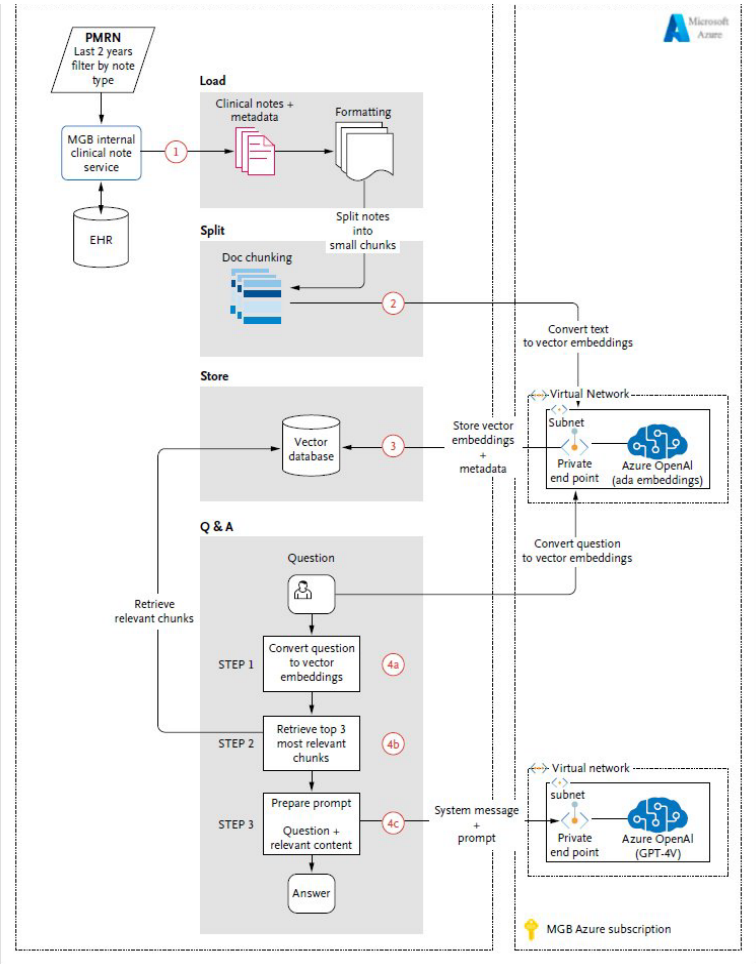 Microsoft
Azure
PMRN
Last 2 years
filter by note
type
Load
Clinical notes +
metadata
Formatting
MGB internal
clinical note
service
1
EHR
Split notes
into
small chunks
Split
Doc chunking
2
Convert text
to vector embeddings
Store
Vector
database
3
Store vector
embeddings
+
metadata
Virtual Network
Subnet
Private
end point
Azure OpenAI
(ada embeddings)
Q & A
Question
Convert question
to vector embeddings
Retrieve
relevant chunks
STEP 1
Convert question
to vector
embeddings
4a
STEP 2
Retrieve top 3
most relevant
chunks
4b
STEP 3
Prepare prompt
Question +
relevant content
4c
System message
+
prompt
Virtual network
subnet
Private
end point
Azure OpenAI
(GPT-4V)
Answer
MGB Azure subscription